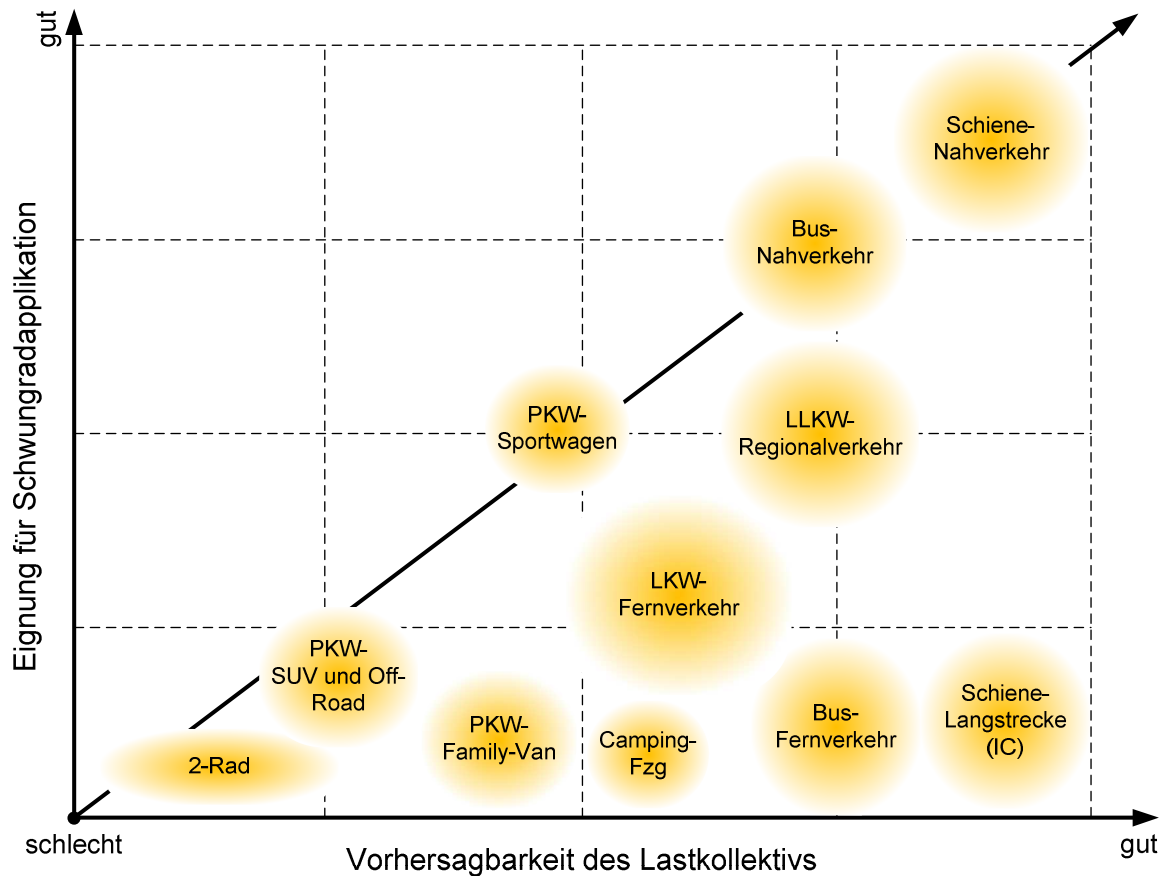 gut
Eignung für Schwungradapplikation
Schiene-
Nahverkehr
Bus-
Nahverkehr
PKW-
Sportwagen
LLKW-
Regionalverkehr
LKW-
Fernverkehr
PKW-
SUV und Off-
Road
2-Rad
PKW-
Family-Van
Camping-
Fzg
Bus-
Fernverkehr
Schiene-
Langstrecke
(IC)
schlecht
Vorhersagbarkeit des Lastkollektivs
gut